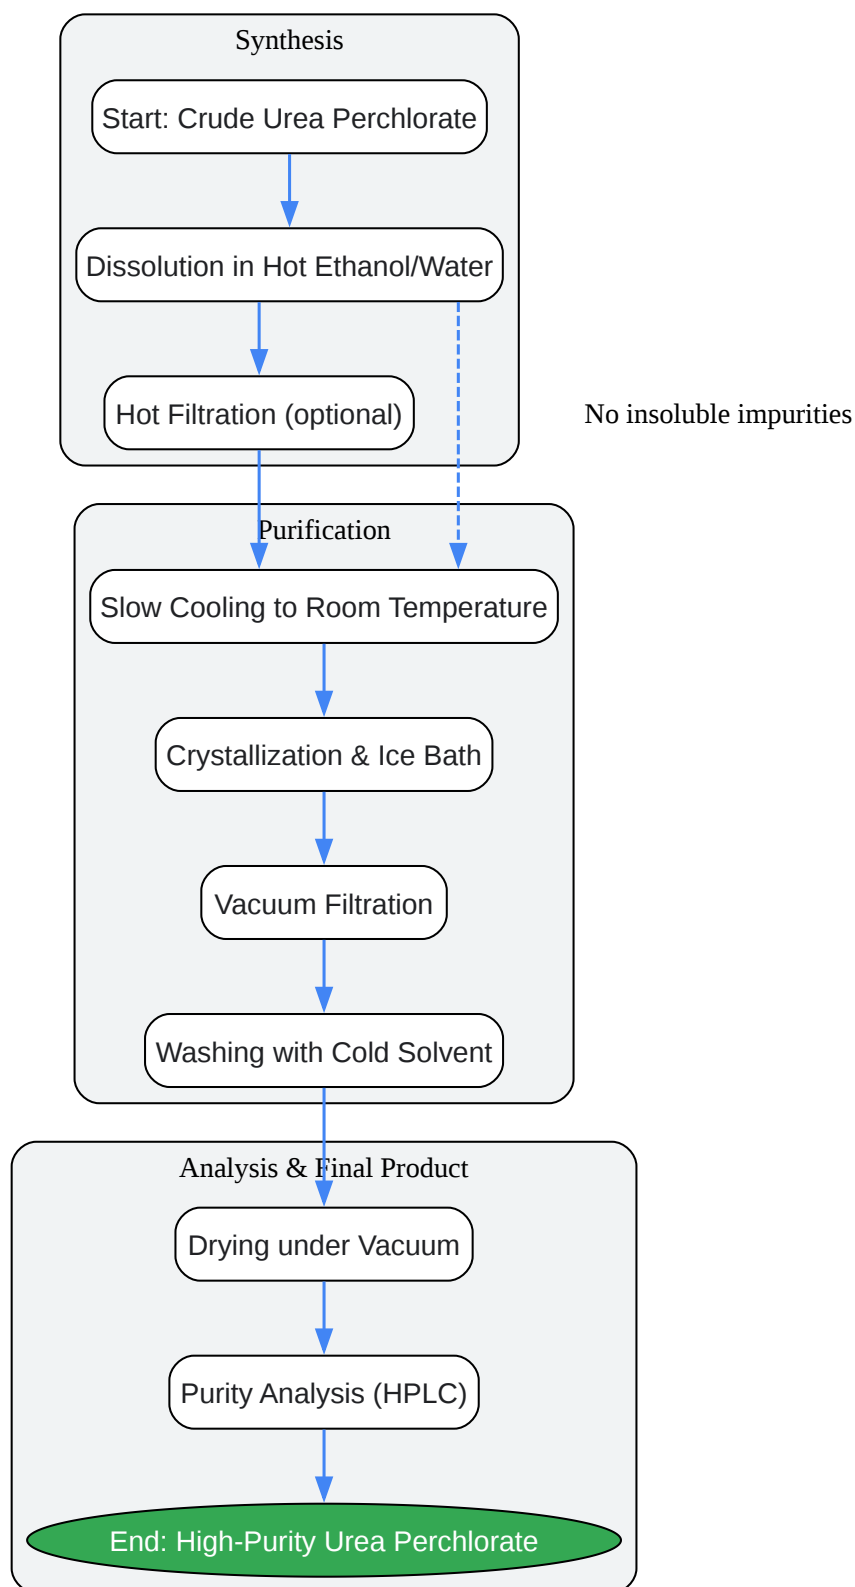 Synthesis
Start: Crude Urea Perchlorate
Dissolution in Hot Ethanol/Water
Hot Filtration (optional)
No insoluble impurities
Purification
Slow Cooling to Room Temperature
Crystallization & Ice Bath
Vacuum Filtration
Washing with Cold Solvent
Analysis & Final Product
Drying under Vacuum
Purity Analysis (HPLC)
End: High-Purity Urea Perchlorate